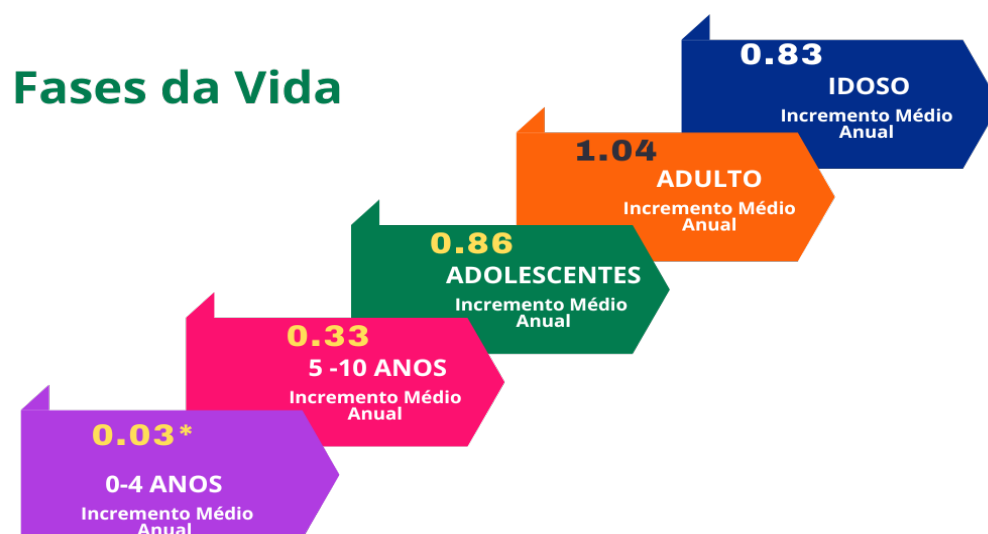 Fases da Vida
0.83
IDOSO
Incremento Médio
Anual
1.04
ADULTO
Incremento Médio
Anual
0.86
ADOLESCENTES
Incremento Médio
Anual
0.33
5 -10 ANOS
Incremento Médio
Anual
0.03*
0-4 ANOS
Incremento Médio
Anual